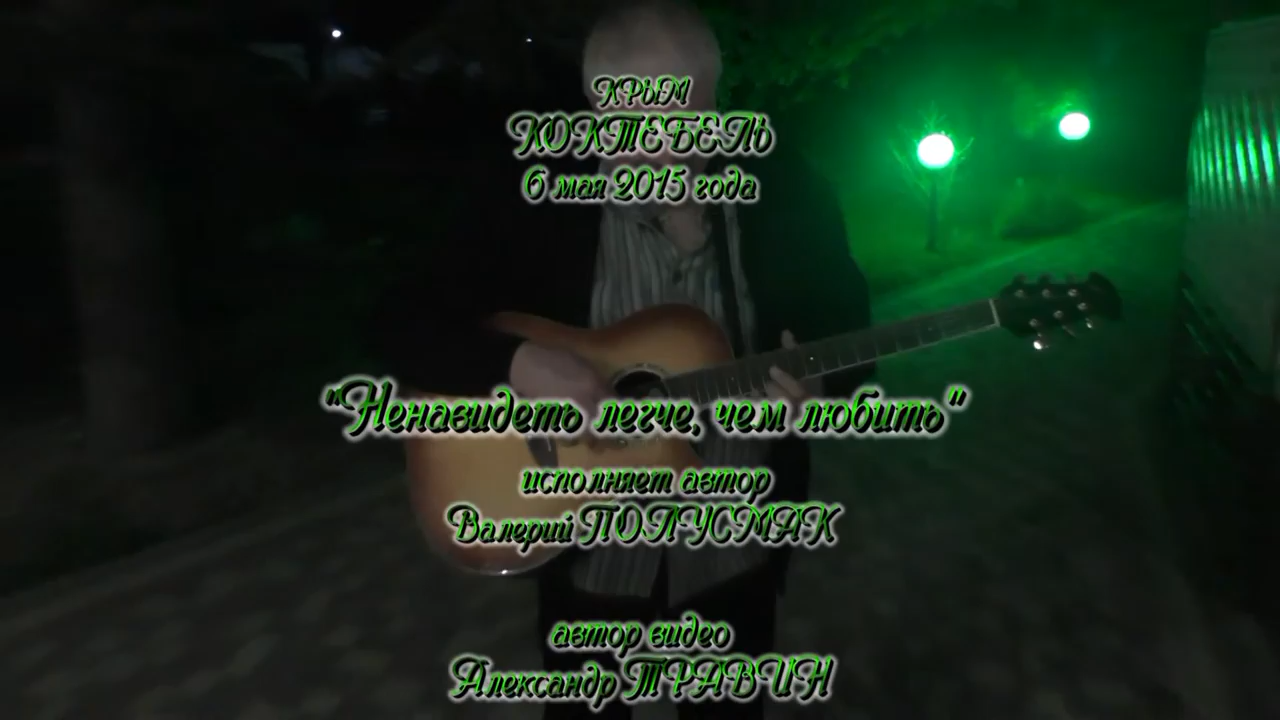 КРЫМ
КОКТЕБЕЛЬ
6 мая 2015 года
"Ненавидеть легче, чем любить"
исполняет автор
Валерий ПОЛУСМАК
автор видео
Александр ТРАВИН